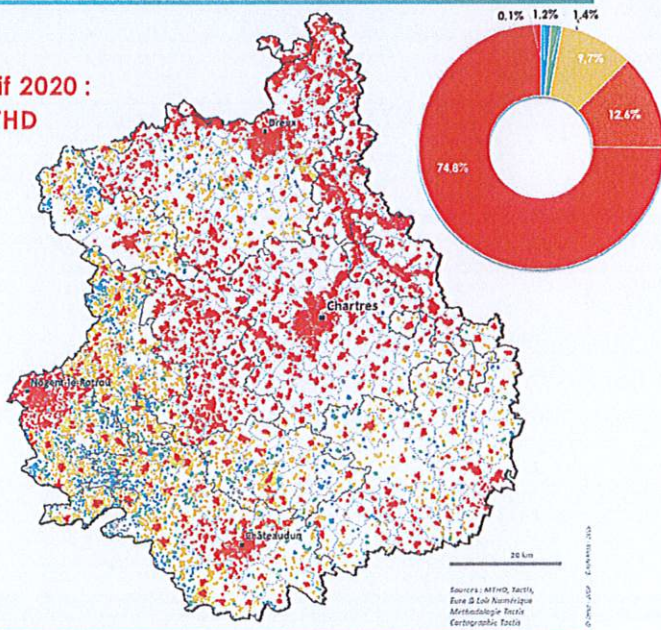 if 2020 :
THD
0.1% 1.2% 1.4%
9,7%
12.6%
74,8%
Dreux
Chartres
Nogent-le-Rotrou
Châteaudun
20 km
Sources : MTHD, Tactis,
Eure & Loir Numérique
Méthodologie Tactis
Cartographie Tactis